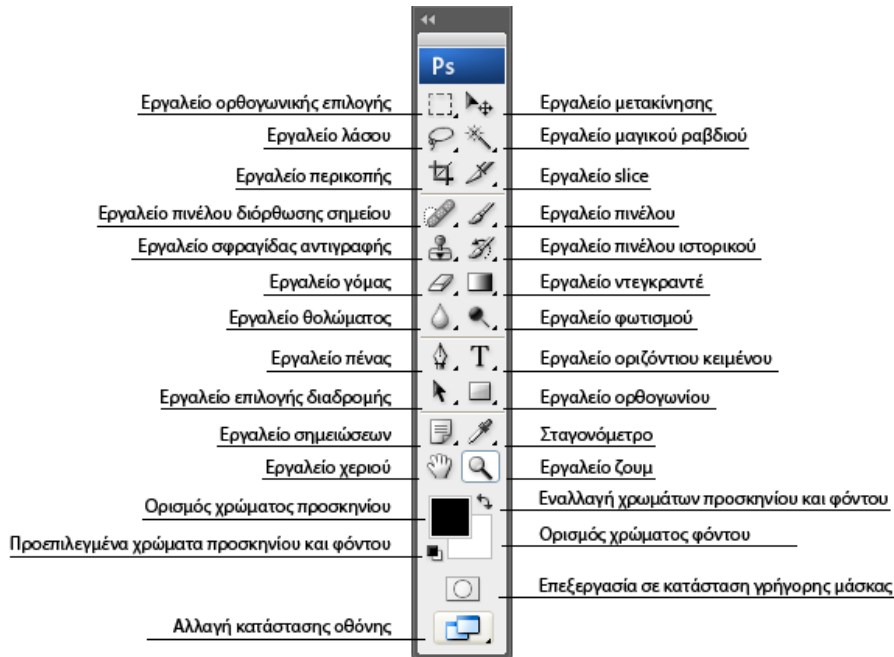 Ps
Εργαλείο ορθογωνικής επιλογής Εργαλείο μετακίνησης
Εργαλείο λάσου Εργαλείο μαγικού ραβδιού
Εργαλείο περικοπής Εργαλείο slice
Εργαλείο πινέλου διόρθωσης σημείου Εργαλείο πινέλου
Εργαλείο σφραγίδας αντιγραφής Εργαλείο πινέλου ιστορικού
Εργαλείο γόμας Εργαλείο ντεγκραντέ
Εργαλείο θολώματος Εργαλείο φωτισμού
Εργαλείο πένας T Εργαλείο οριζόντιου κειμένου
Εργαλείο επιλογής διαδρομής Εργαλείο ορθογωνίου
Εργαλείο σημειώσεων Σταγονόμετρο
Εργαλείο χεριού Εργαλείο ζουμ
Ορισμός χρώματος προσκηνίου Εναλλαγή χρωμάτων προσκηνίου και φόντου
Προεπιλεγμένα χρώματα προσκηνίου και φόντου Ορισμός χρώματος φόντου
Επεξεργασία σε κατάσταση γρήγορης μάσκας
Αλλαγή κατάστασης οθόνης